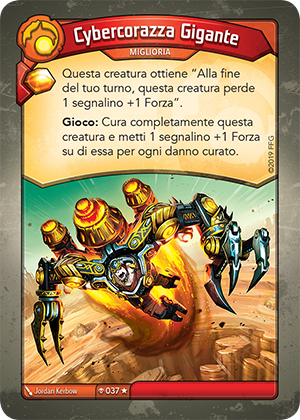 Cybercorazza Gigante
MIGLIORIA
Questa creatura ottiene “Alla fine
del tuo turno, questa creatura perde
1 segnalino +1 Forza”.
Gioco: Cura completamente questa
creatura e metti 1 segnalino +1 Forza
su di essa per ogni danno curato.
©2019 FFG
Jordan Kerbow
037